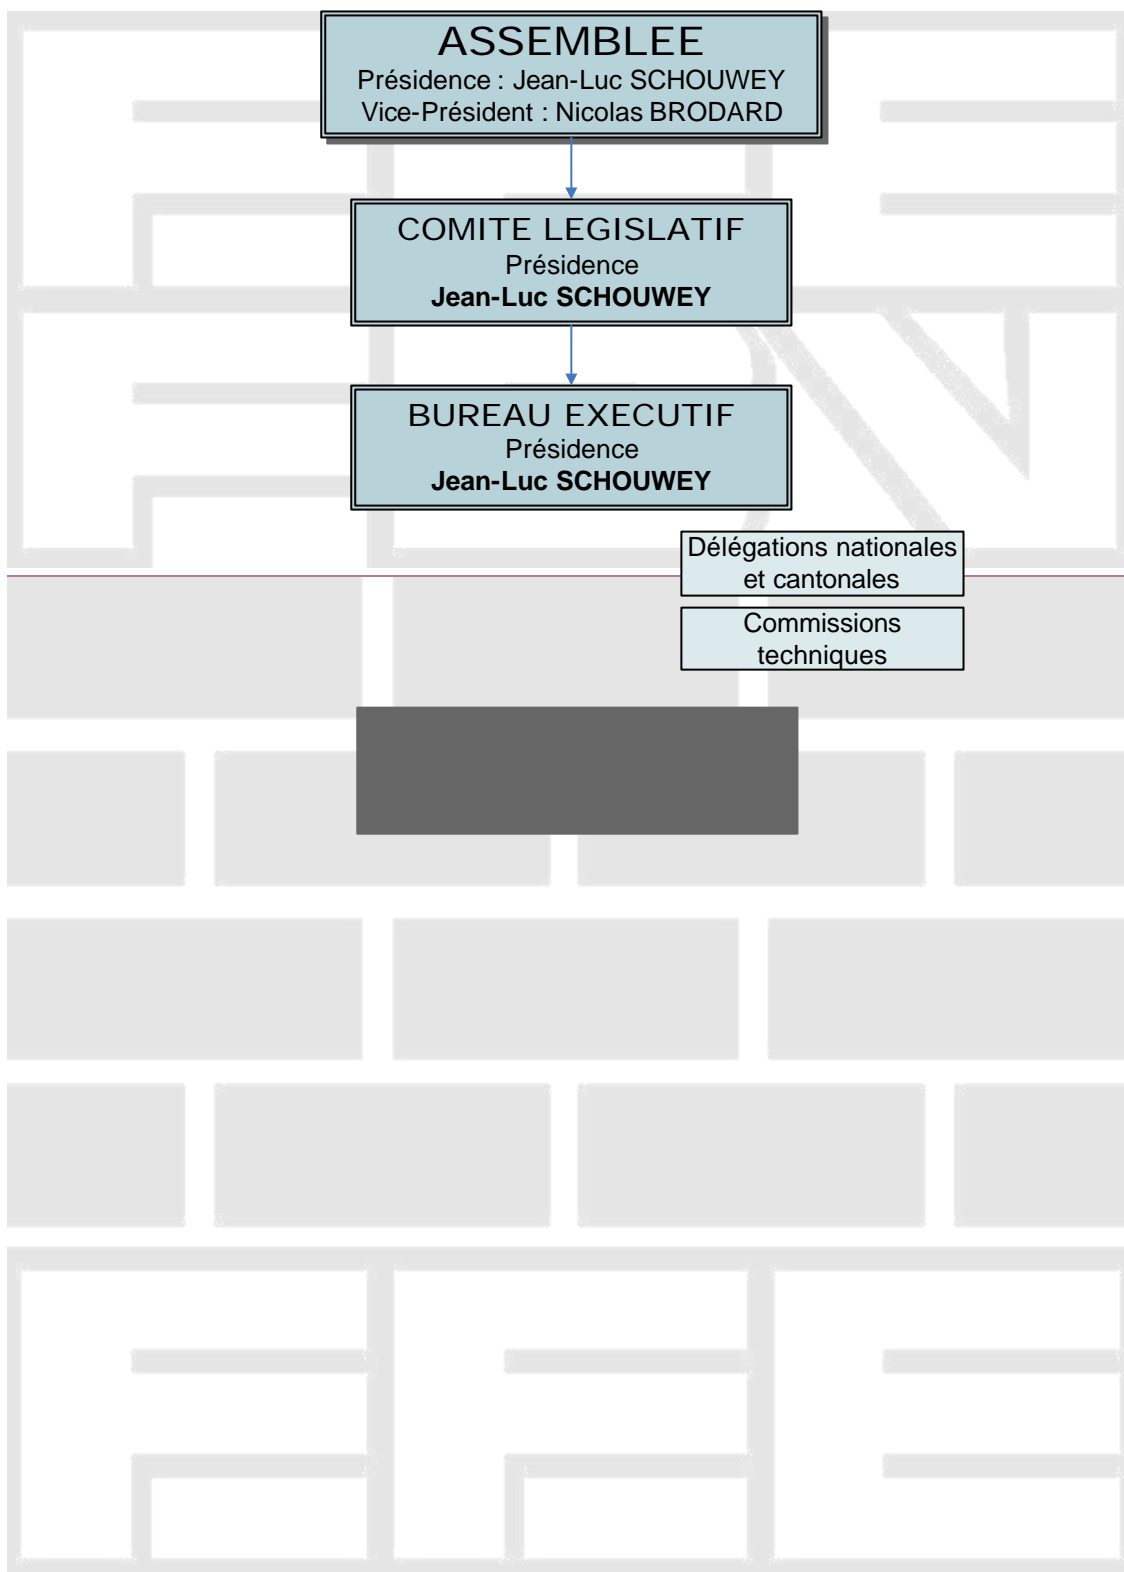 ASSEMBLEE
Présidence : Jean-Luc SCHOUWEY
Vice-Président : Nicolas BRODARD
COMITE LEGISLATIF
Présidence
Jean-Luc SCHOUWEY
BUREAU EXECUTIF
Présidence
Jean-Luc SCHOUWEY
Délégations nationales
et cantonales
Commissions
techniques